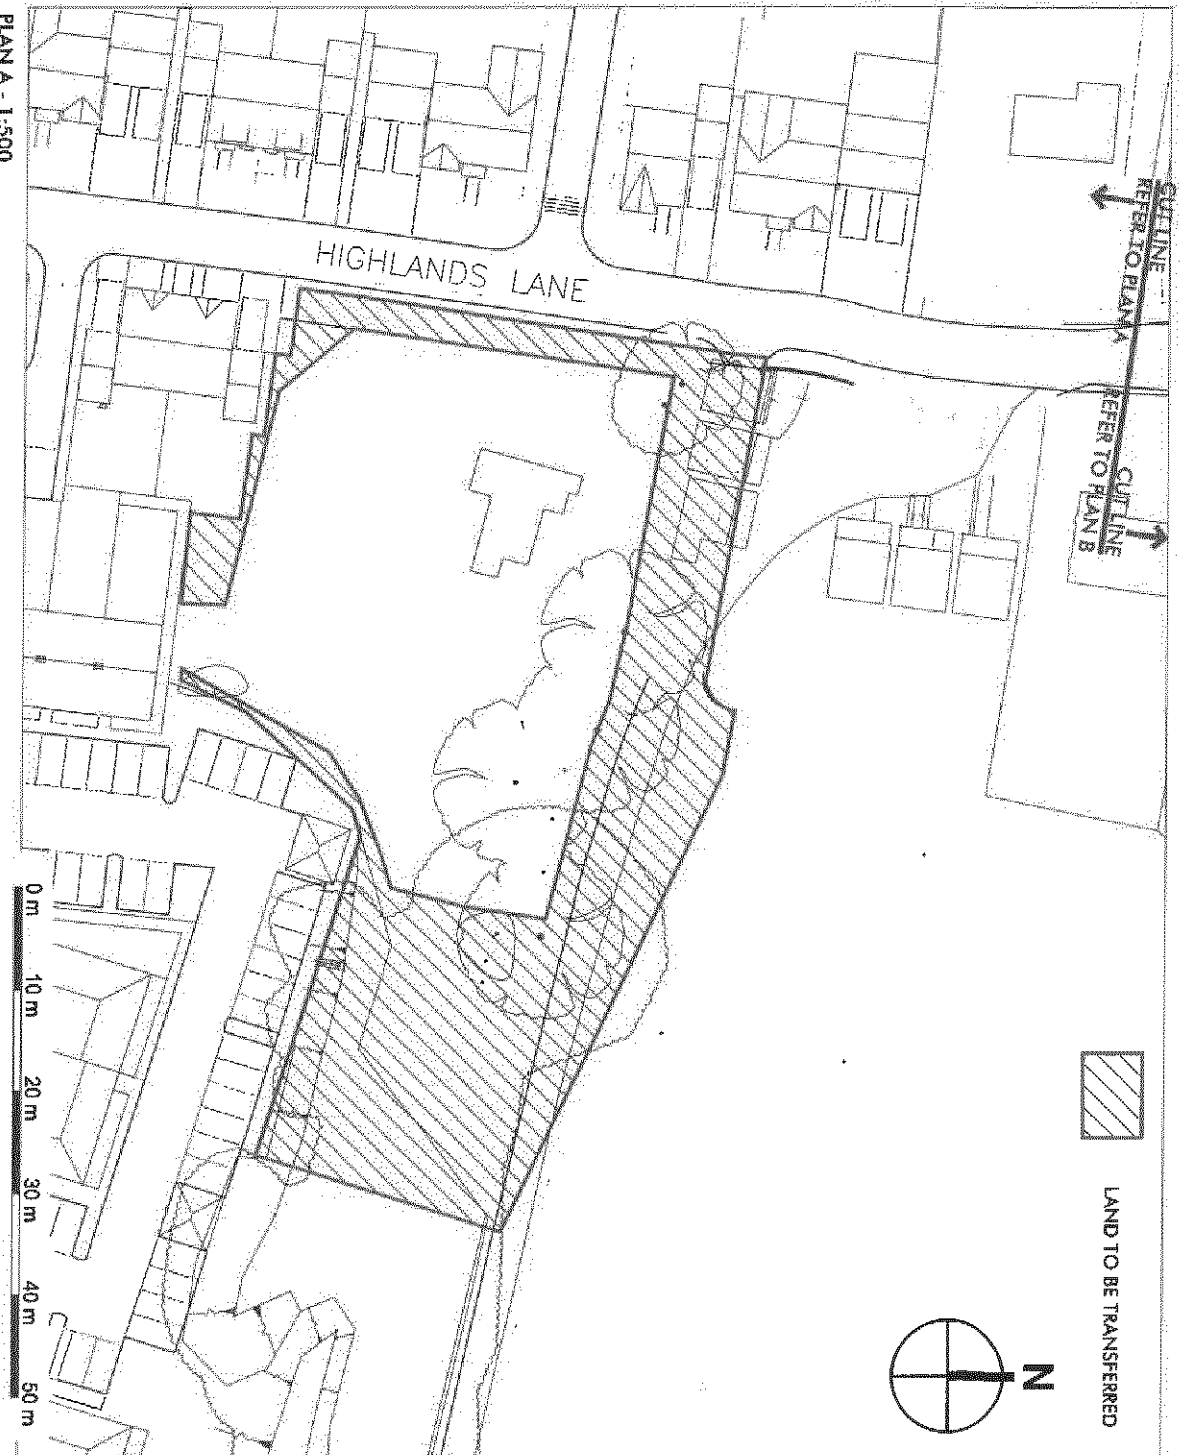 CUT LINE
REFER TO PLAN A
CUT LINE
REFER TO PLAN B
HIGHLANDS LANE
LAND TO BE TRANSFERRED
N
0 m 10 m 20 m 30 m 40 m 50 m
PLAN A - 1:500